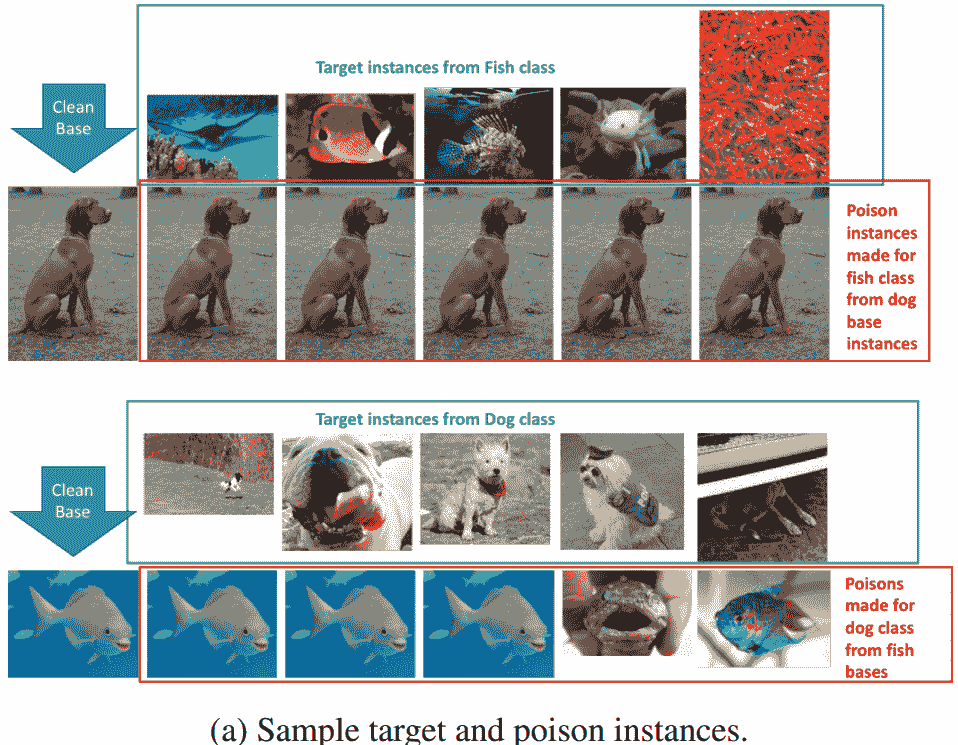 Target instances from Fish class
Clean
Base
Poison
instances
made for
fish class
from dog
base
instances
Target instances from Dog class
Clean
Base
Poisons
made for
dog class
from fish
bases
(a) Sample target and poison instances.